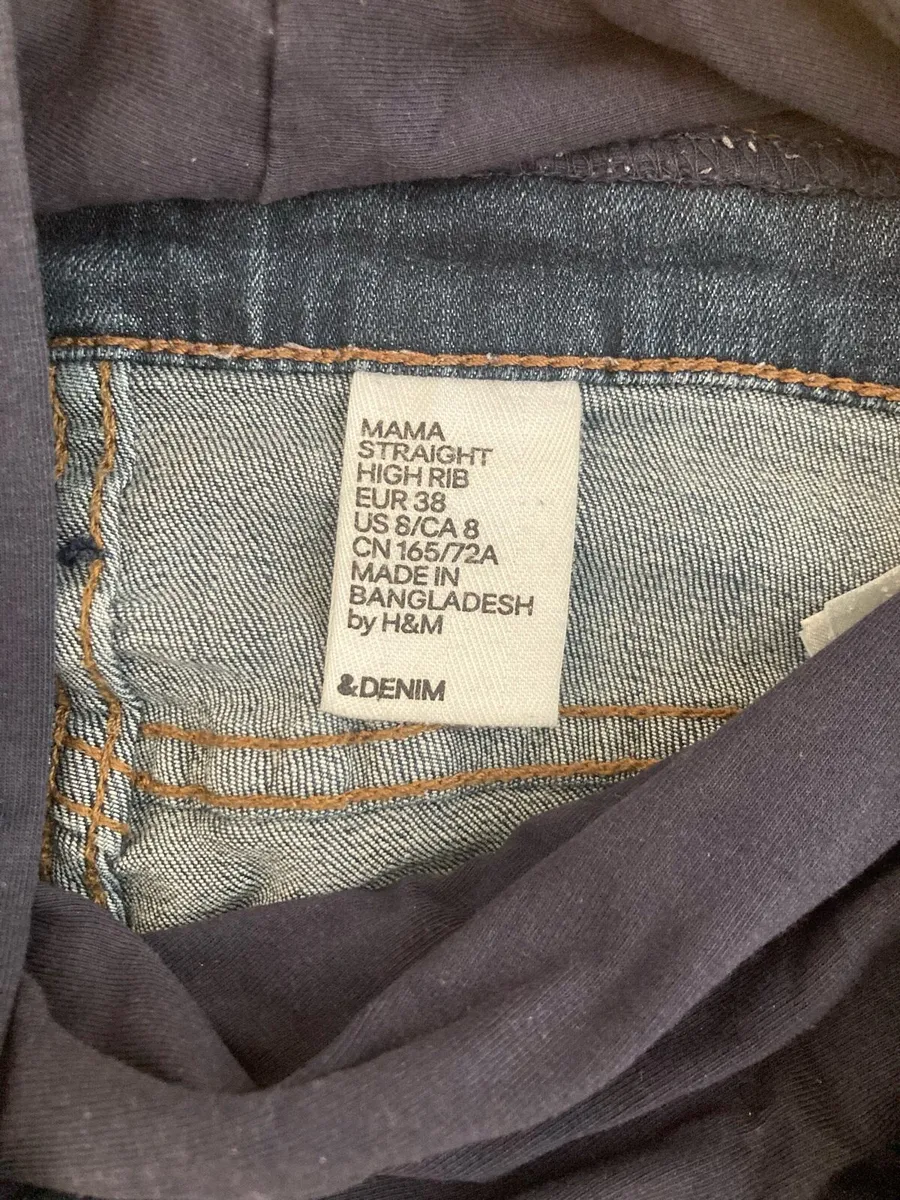 MAMA
STRAIGHT
HIGH RIB
EUR 38
US 8/CA 8
CN 165/72A
MADE IN
BANGLADESH
by H&M
&DENIM